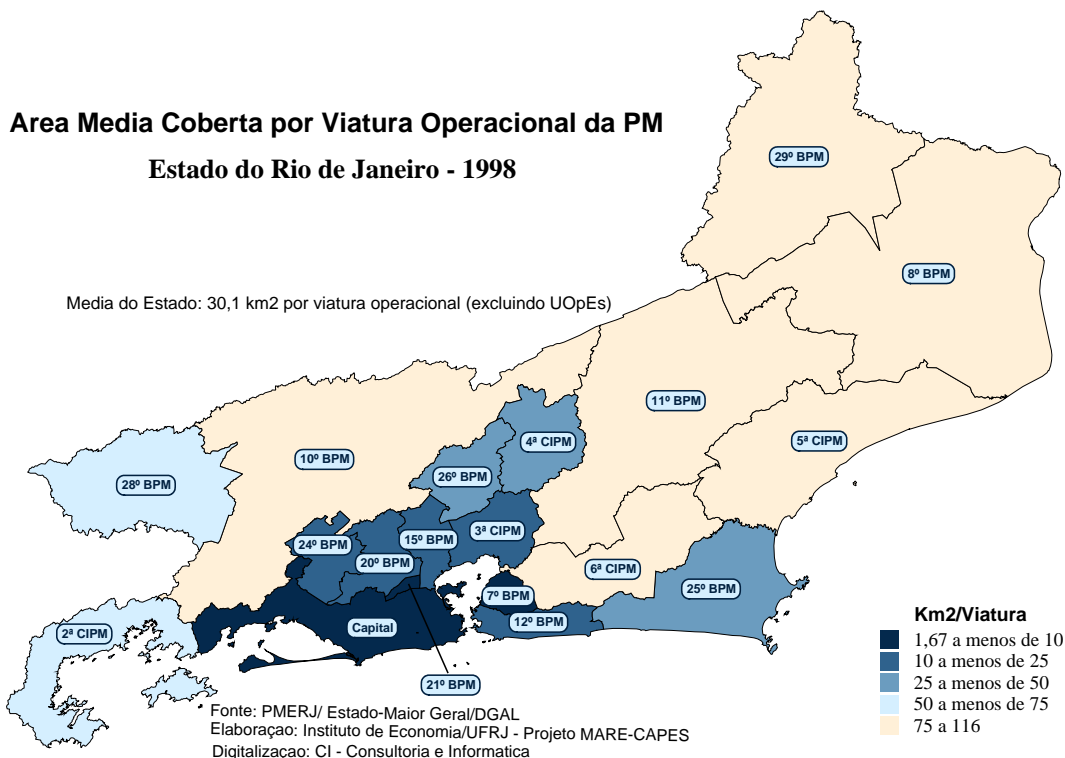 Area Media Coberta por Viatura Operacional da PM
Estado do Rio de Janeiro - 1998
29º BPM
8º BPM
Media do Estado: 30,1 km2 por viatura operacional (excluindo UOpEs)
11º BPM
4ª CIPM
5ª CIPM
10º BPM
26º BPM
28º BPM
3ª CIPM
15º BPM
24º BPM
20º BPM
6ª CIPM
25º BPM
7º BPM
12º BPM
Capital
2ª CIPM
21º BPM
Km2/Viatura
1,67 a menos de 10
10 a menos de 25
25 a menos de 50
50 a menos de 75
75 a 116
Fonte: PMERJ/ Estado-Maior Geral/DGAL
Elaboraçao: Instituto de Economia/UFRJ - Projeto MARE-CAPES
Digitalizaçao: CI - Consultoria e Informatica